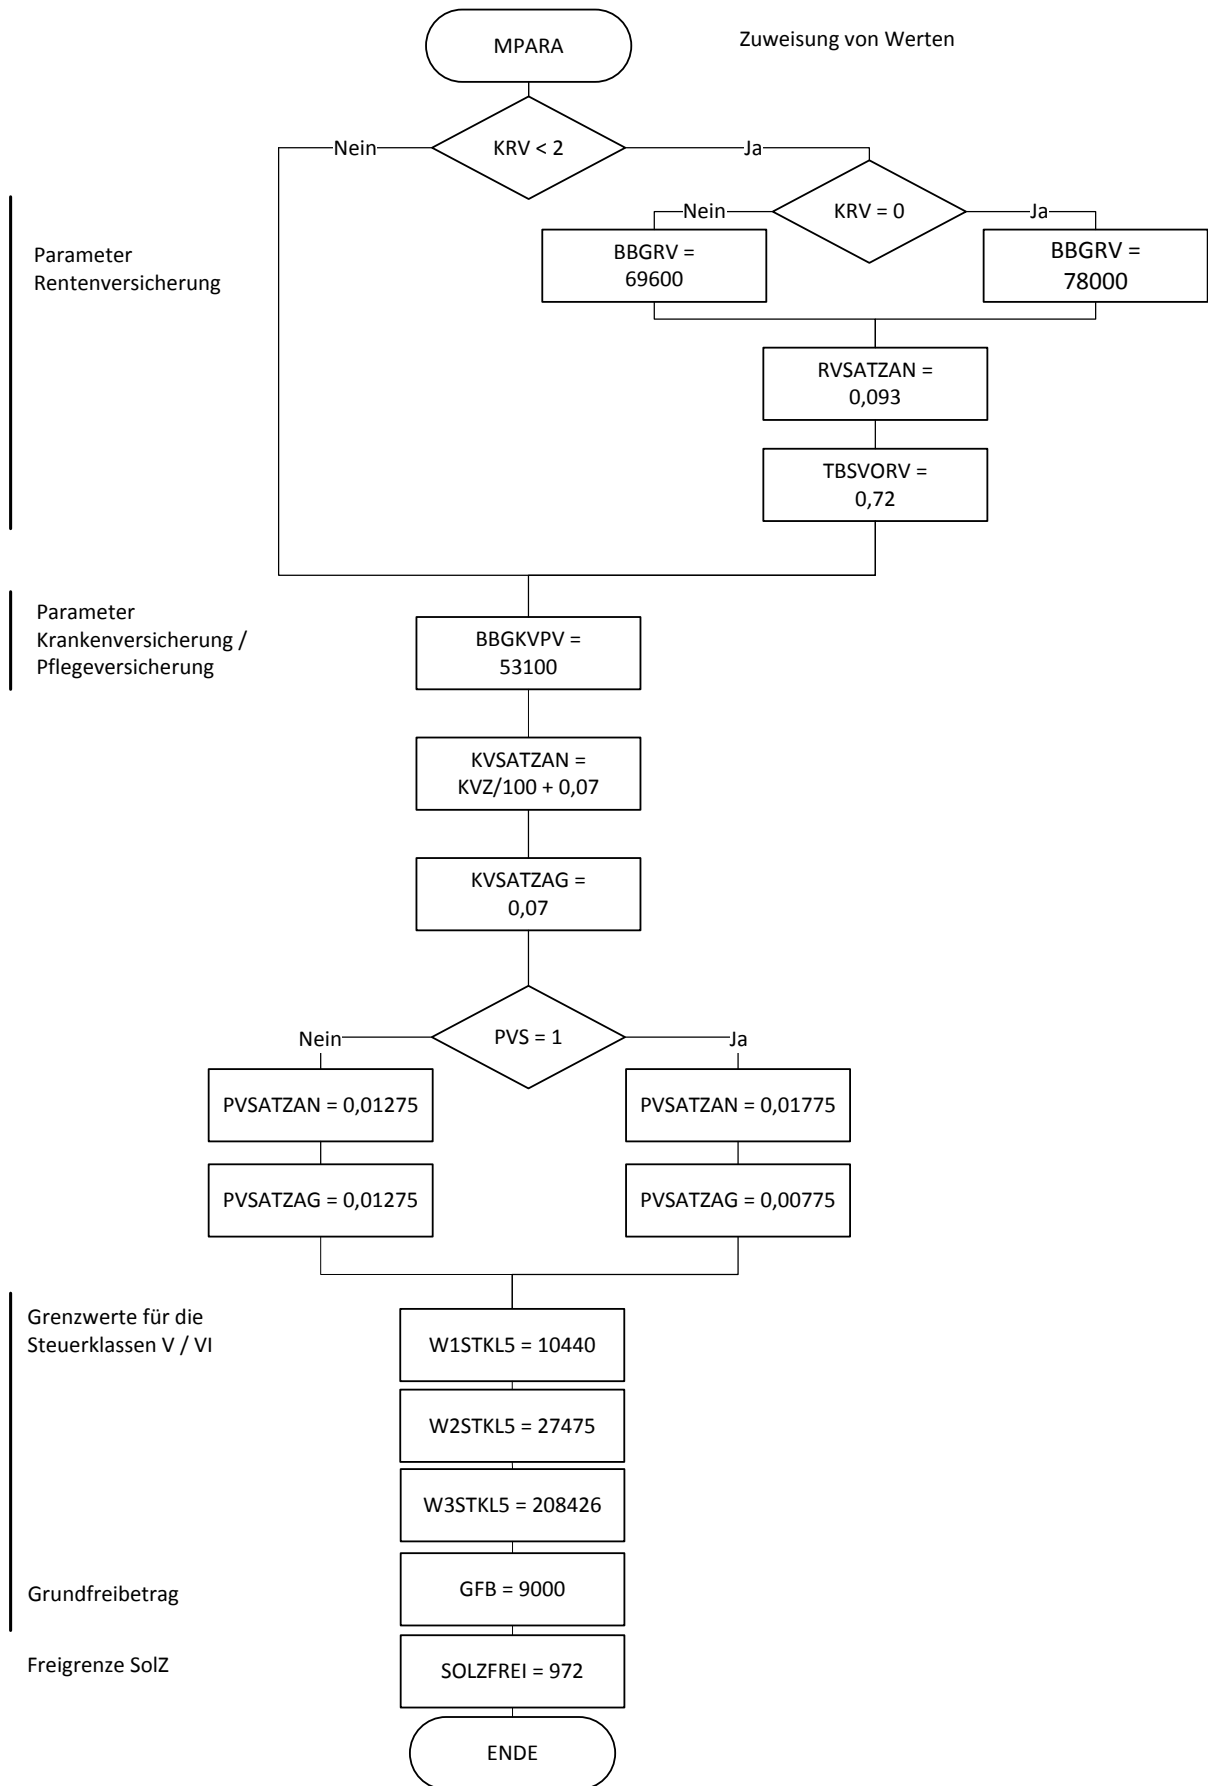 MPARA
Zuweisung von Werten
KRV < 2
Nein
Ja
KRV = 0
Nein
Ja
Parameter
Rentenversicherung
BBGRV =
69600
BBGRV =
78000
RVSATZAN =
0,093
TBSVORV =
0,72
Parameter
Krankenversicherung /
Pflegeversicherung
BBGKVPV =
53100
KVSATZAN =
KVZ/100 + 0,07
KVSATZAG =
0,07
PVS = 1
Nein
Ja
PVSATZAN = 0,01275
PVSATZAN = 0,01775
PVSATZAG = 0,01275
PVSATZAG = 0,00775
Grenzwerte für die
Steuerklassen V / VI
W1STKL5 = 10440
W2STKL5 = 27475
W3STKL5 = 208426
Grundfreibetrag
GFB = 9000
Freigrenze SolZ
SOLZFREI = 972
ENDE